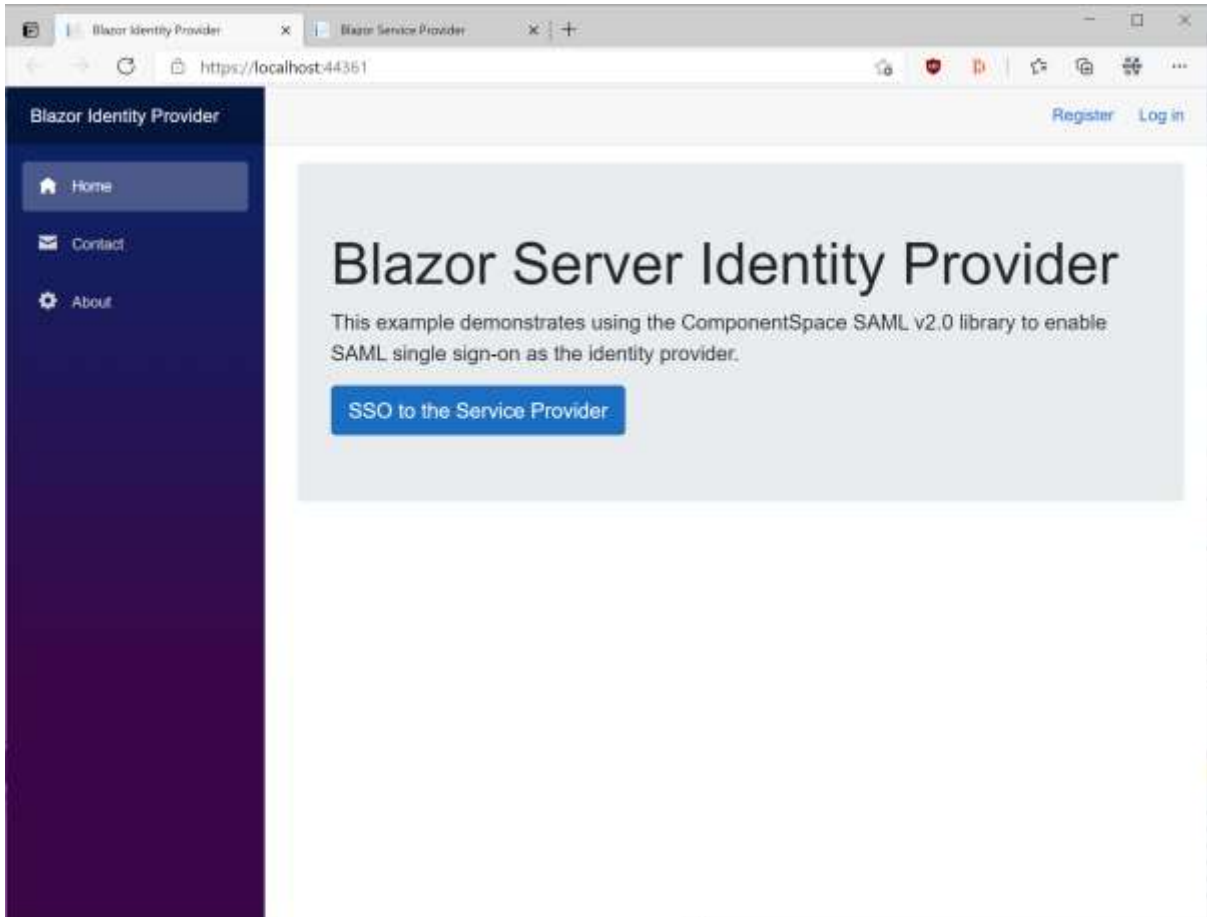 Blazor Identity Provider
Blazor Service Provider
https://localhost:44361
Blazor Identity Provider
Register Log in
Home
Contact
About
Blazor Server Identity Provider
This example demonstrates using the ComponentSpace SAML v2.0 library to enable
SAML single sign-on as the identity provider.
SSO to the Service Provider